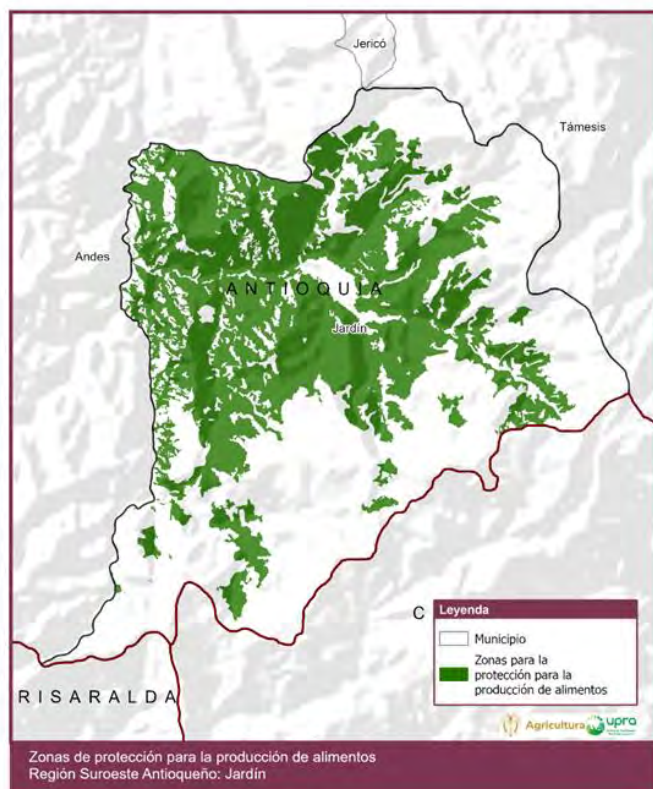 Jericó
Támesis
Andes
ANTIOQUIA
Jardín
C
Leyenda
Municipio
Zonas para la
protección para la
producción de alimentos
RISARALDA
Agricultura upra
Zonas de protección para la producción de alimentos
Región Suroeste Antioqueño: Jardín